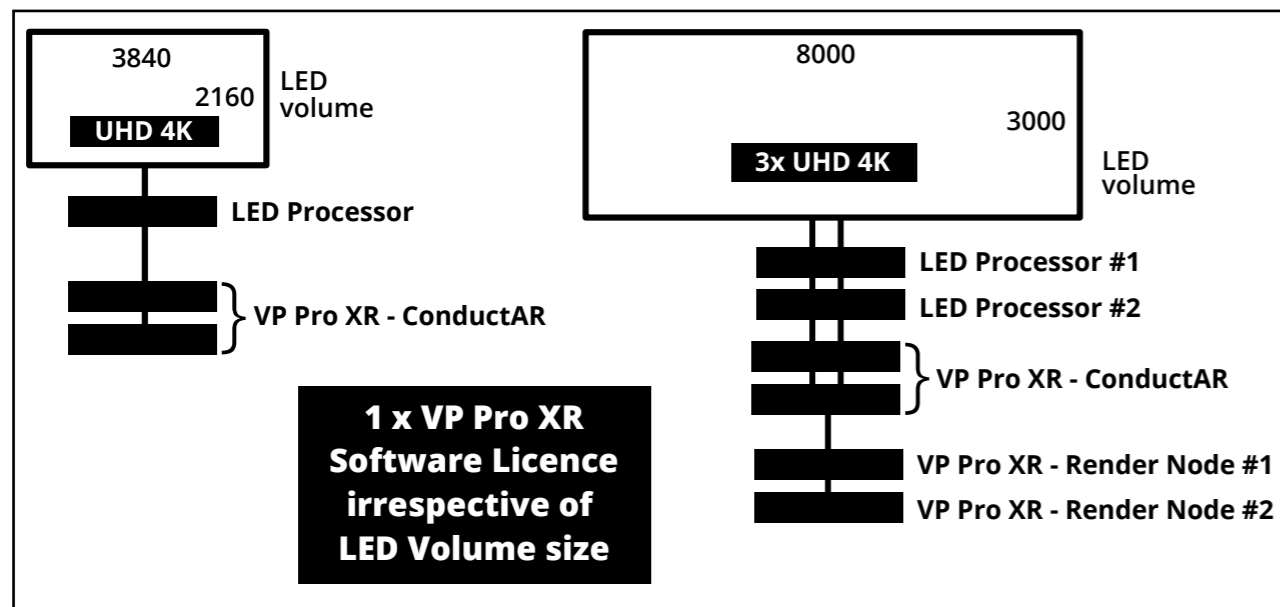 3840
2160
UHD 4K
LED
volume
LED Processor
VP Pro XR - ConductAR
1 x VP Pro XR
Software Licence
irrespective of
LED Volume size
8000
3000
3x UHD 4K
LED
volume
LED Processor #1
LED Processor #2
VP Pro XR - ConductAR
VP Pro XR - Render Node #1
VP Pro XR - Render Node #2